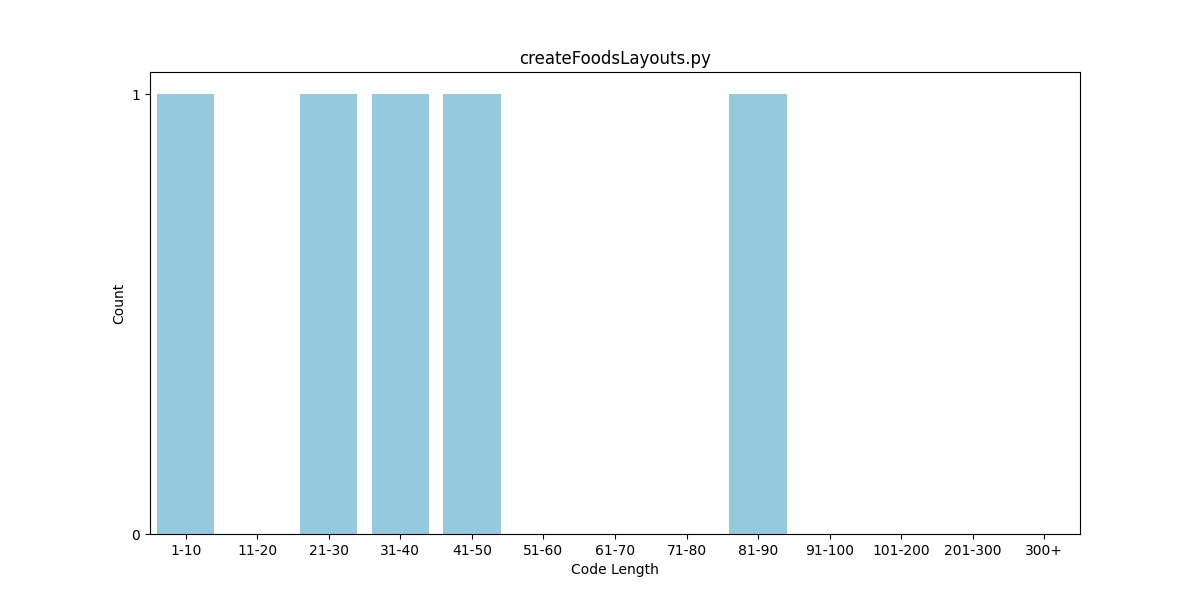 createFoodsLayouts.py
Count
1
0
1-10 11-20 21-30 31-40 41-50 51-60 61-70 71-80 81-90 91-100 101-200 201-300 300+
Code Length